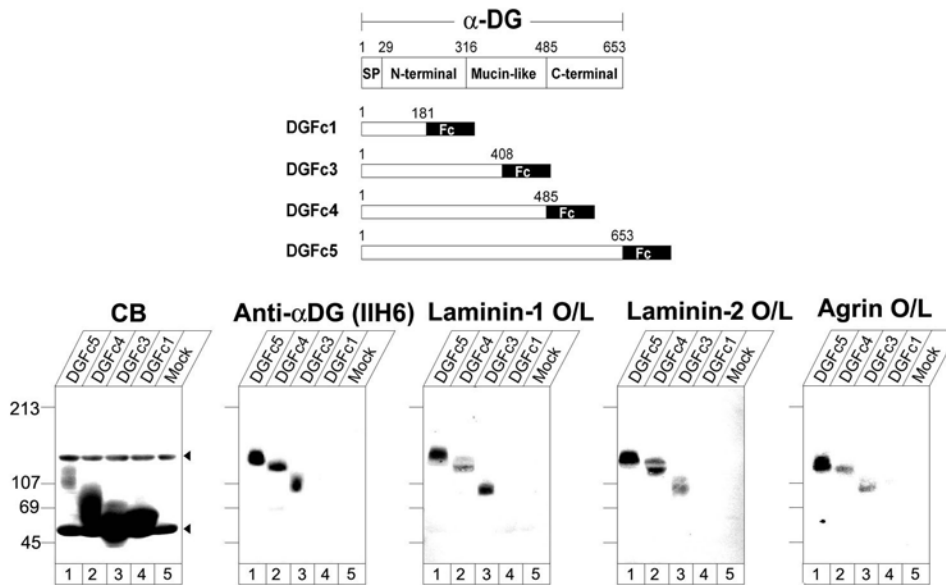 α-DG
1 29 316 485 653
SP N-terminal Mucin-like C-terminal
1 181
DGFc1 Fc
1 408
DGFc3 Fc
1 485
DGFc4 Fc
1 653
DGFc5 Fc
CB Anti-αDG (IIH6) Laminin-1 O/L Laminin-2 O/L Agrin O/L
DGFc5 DGFc4 DGFc3 DGFc1 Mock DGFc5 DGFc4 DGFc3 DGFc1 Mock DGFc5 DGFc4 DGFc3 DGFc1 Mock DGFc5 DGFc4 DGFc3 DGFc1 Mock DGFc5 DGFc4 DGFc3 DGFc1 Mock
213
107
69
45
1 2 3 4 5 1 2 3 4 5 1 2 3 4 5 1 2 3 4 5 1 2 3 4 5